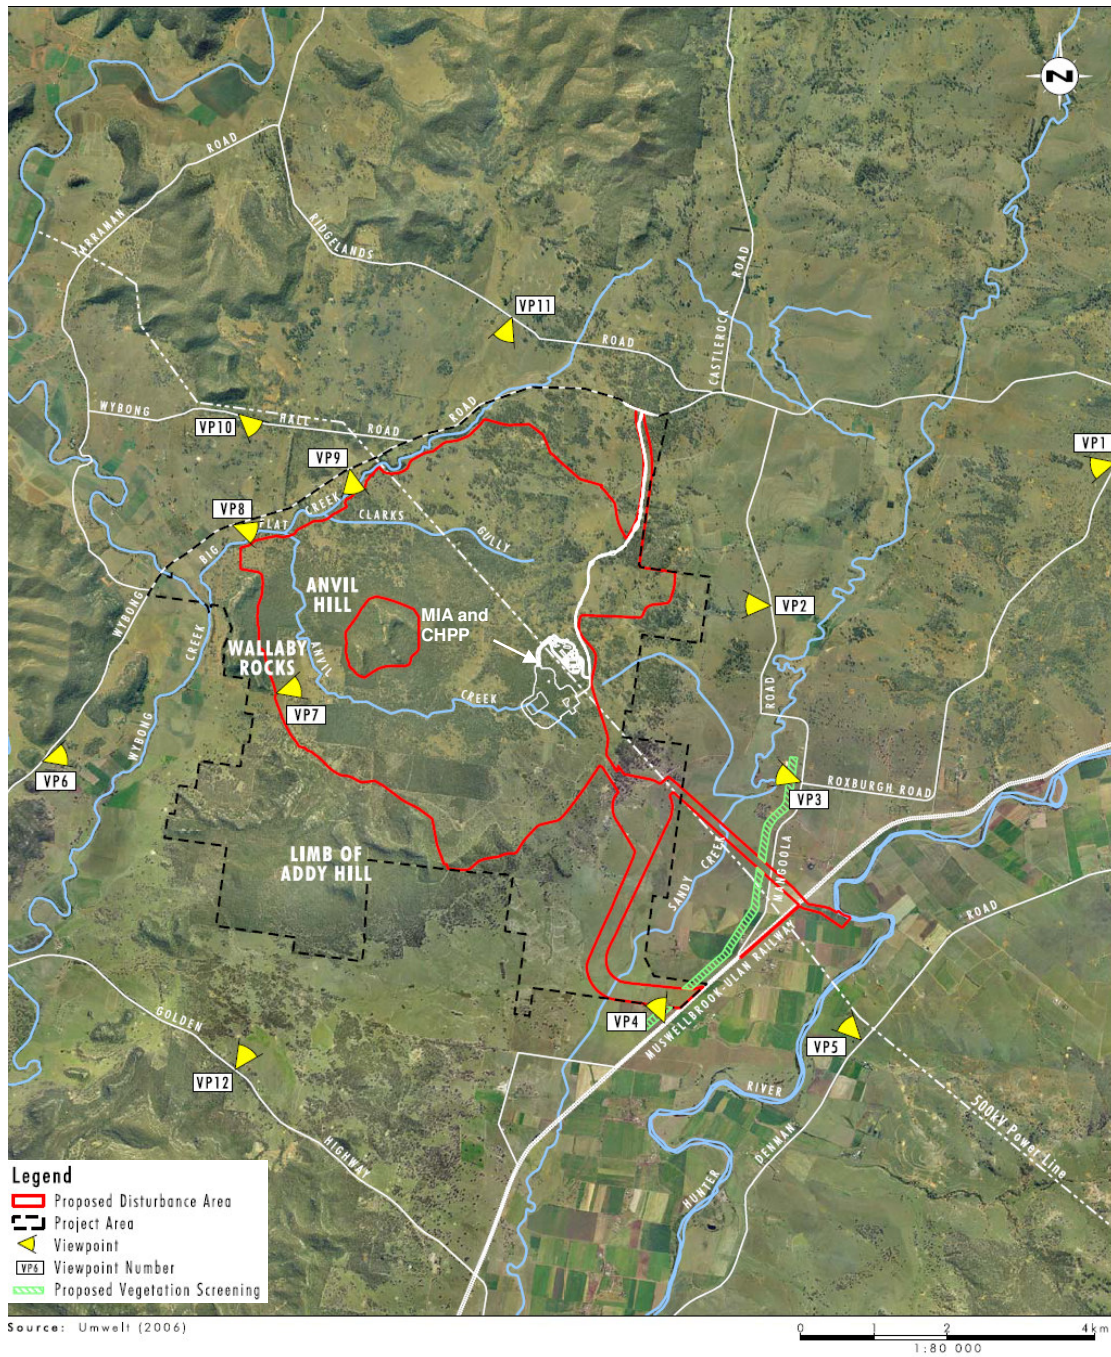 N
ROAD
YARRAMAN
RIDGELANDS
VP11
ROAD
ROAD
CASTLEROCK
WYBONG
HALL
ROAD
ROAD
VP10
VP9
VP1
VP8
BIG
FLAT
CREEK
CLARKS
GULLY
ANVIL
HILL
MIA and
CHPP
VP2
WYBONG
CREEK
WYBONG
WALLABY
ROCKS
ANVIL
CREEK
VP7
ROAD
VP6
VP3
ROXBURGH ROAD
LIMB OF
ADDY HILL
SANDY CREEK
MANGOOLA
ROAD
MUSWELLBROOK-ULAN RAILWAY
VP4
VP5
GOLDEN
HIGHWAY
VP12
RIVER
HUNTER
DENMAN
500kV Power Line
Legend
Proposed Disturbance Area
Project Area
Viewpoint
VP6 Viewpoint Number
Proposed Vegetation Screening
Source: Umwelt (2006)
0 1 2 4km
1:80 000